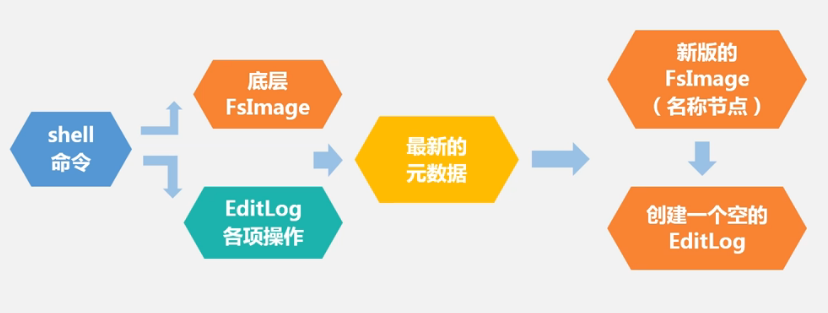 shell
命令
底层
FsImage
EditLog
各项操作
最新的
元数据
新版的
FsImage
（名称节点）
创建一个空的
EditLog